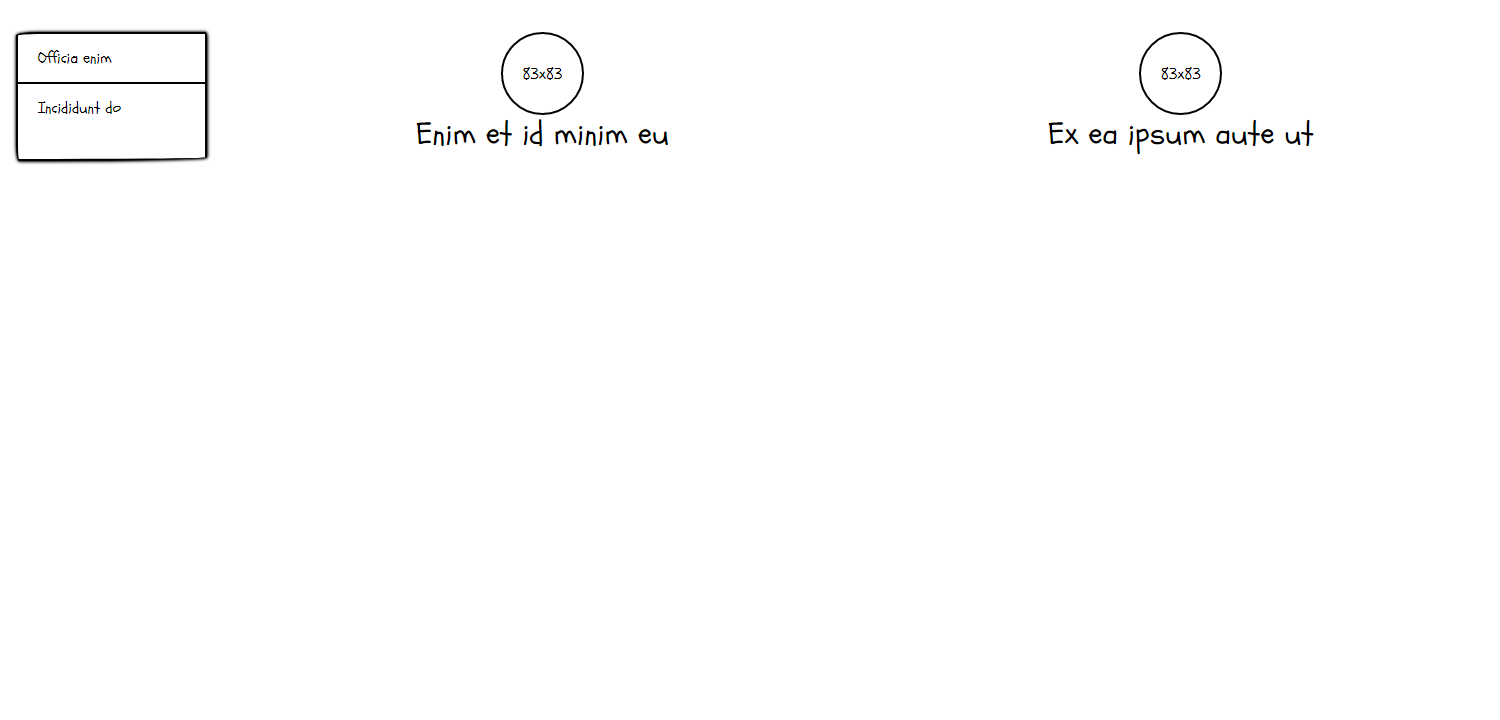 Officia enim
Incididunt do
83x83
Enim et id minim eu
83x83
Ex ea ipsum aute ut